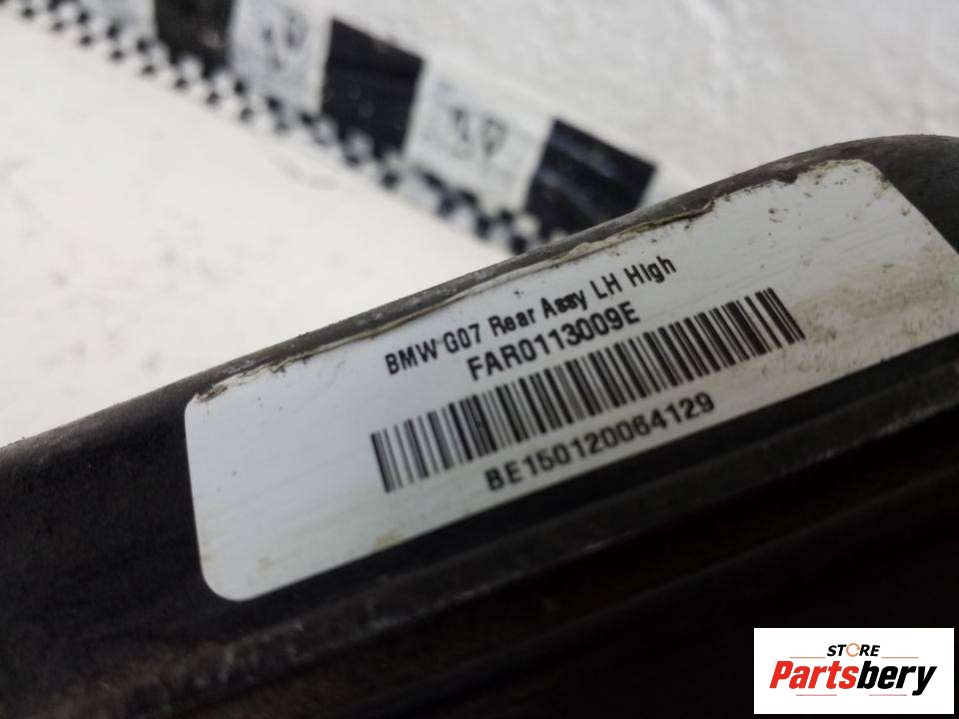 BMW G07 Rear Assy LH High
FAR0113009E
BE150120064129
STORE
Partsbery